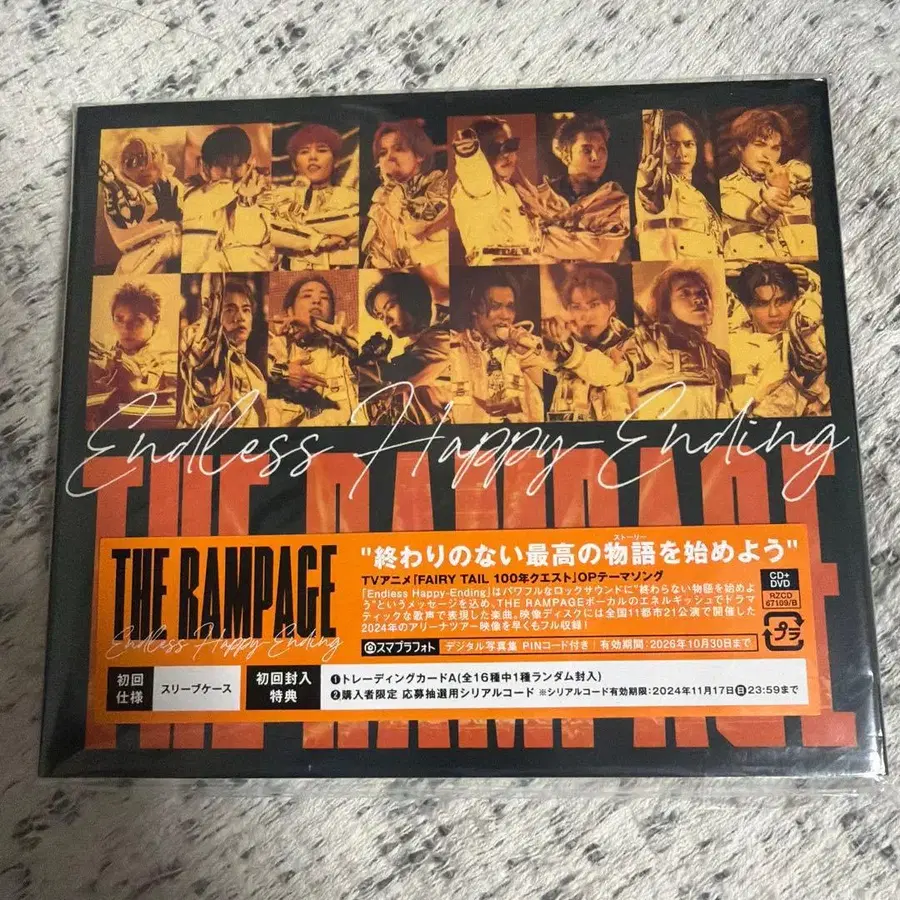 Endless Happy-Ending
THE RAMPAGE
THE RAMPAGE
Endless Happy-Ending
"終わりのない最高の物語を始めよう"
ストーリー
TVアニメ「FAIRY TAIL 100年クエスト」OPテーマソング
「Endless Happy-Ending」はパワフルなロックサウンドに"終わらない物語を始めよ
う"というメッセージを込め、THE RAMPAGEボーカルのエネルギッシュでドラマ
ティックな歌声で表現した楽曲。映像ディスクには全国11都市21公演で開催した
2024年のアリーナツアー映像を早くもフル収録!
スマプラフォト
デジタル写真集 PINコード付き
有効期間:2026年10月30日まで
CD+
DVD
RZCD
67109/B
プラ
初回
仕様
スリーブケース
初回封入
特典
①トレーディングカードA(全16種中1種ランダム封入)
②購入者限定 応募抽選用シリアルコード ※シリアルコード有効期限:2024年11月17日(日)23:59まで